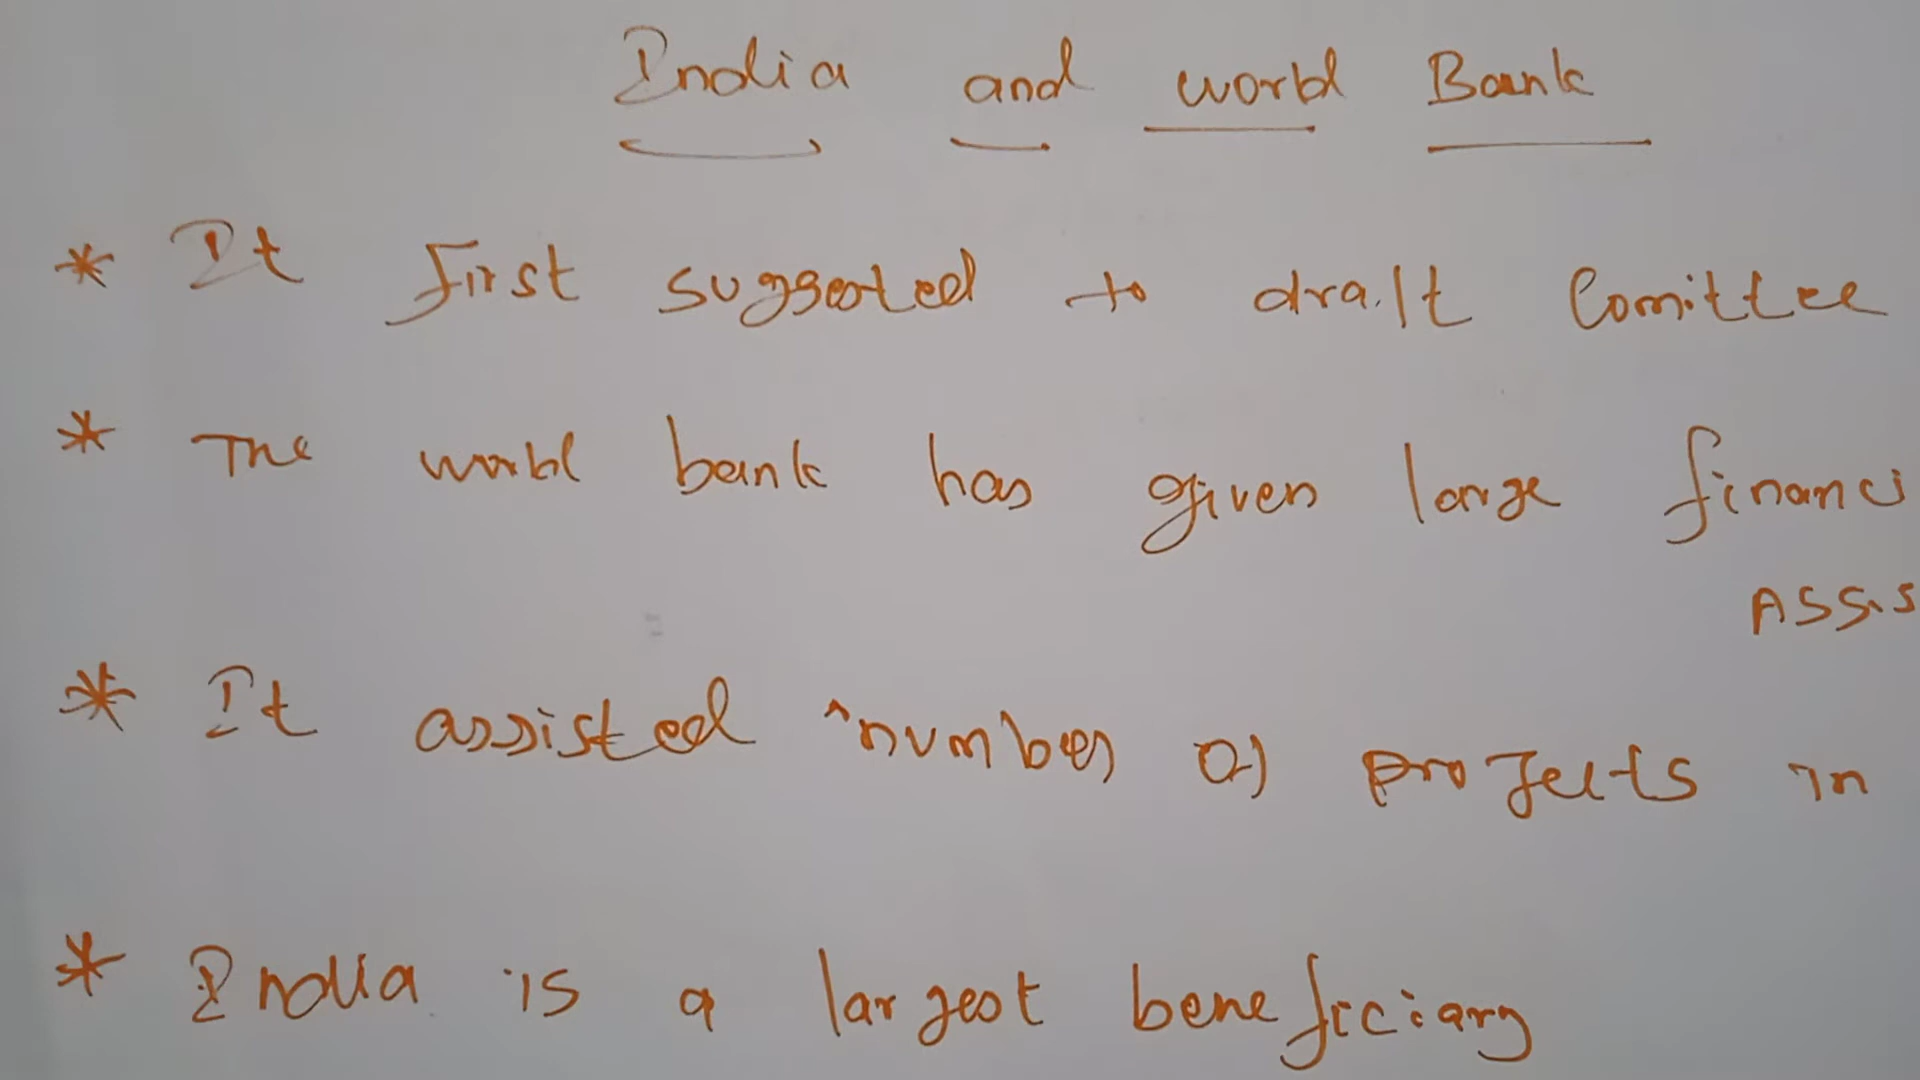 India and world Bank
* It first suggested to draft Comittee
* The world bank has given large financi
Assis
* It assisted number of projects in
* India is a largest beneficiary